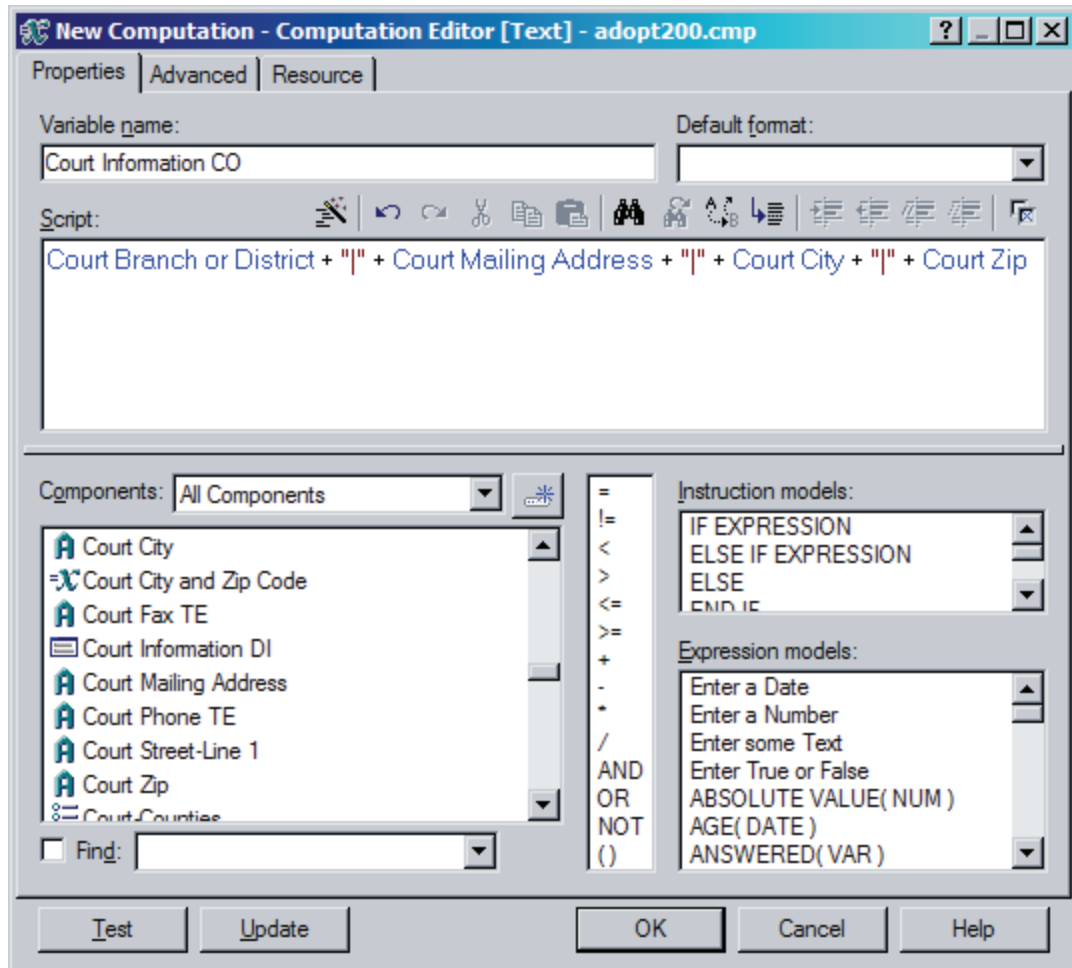 New Computation - Computation Editor [Text] - adopt200.cmp
Properties Advanced Resource
Variable name: Default format:
Court Information CO
Script:
Court Branch or District + "|" + Court Mailing Address + "|" + Court City + "|" + Court Zip
Components: All Components
Court City
Court City and Zip Code
Court Fax TE
Court Information DI
Court Mailing Address
Court Phone TE
Court Street-Line 1
Court Zip
Court-Counties
Find:
=
!=
<
>
<=
>=
+
-
*
/
AND
OR
NOT
()
Instruction models:
IF EXPRESSION
ELSE IF EXPRESSION
ELSE
END IF
Expression models:
Enter a Date
Enter a Number
Enter some Text
Enter True or False
ABSOLUTE VALUE( NUM )
AGE( DATE )
ANSWERED( VAR )
Test Update OK Cancel Help